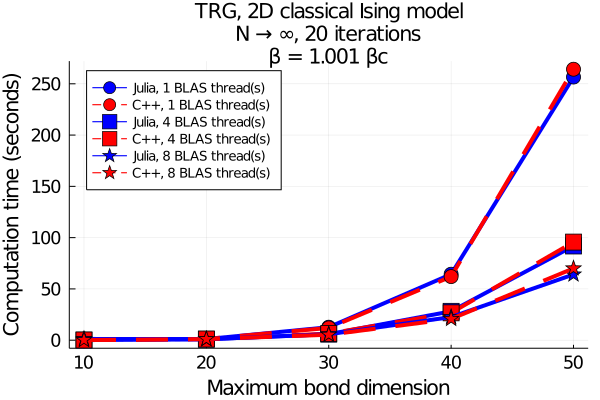 TRG, 2D classical Ising model
N → ∞, 20 iterations
β = 1.001 βc
Computation time (seconds)
250
200
150
100
50
0
Julia, 1 BLAS thread(s)
C++, 1 BLAS thread(s)
Julia, 4 BLAS thread(s)
C++, 4 BLAS thread(s)
Julia, 8 BLAS thread(s)
C++, 8 BLAS thread(s)
10 20 30 40 50
Maximum bond dimension